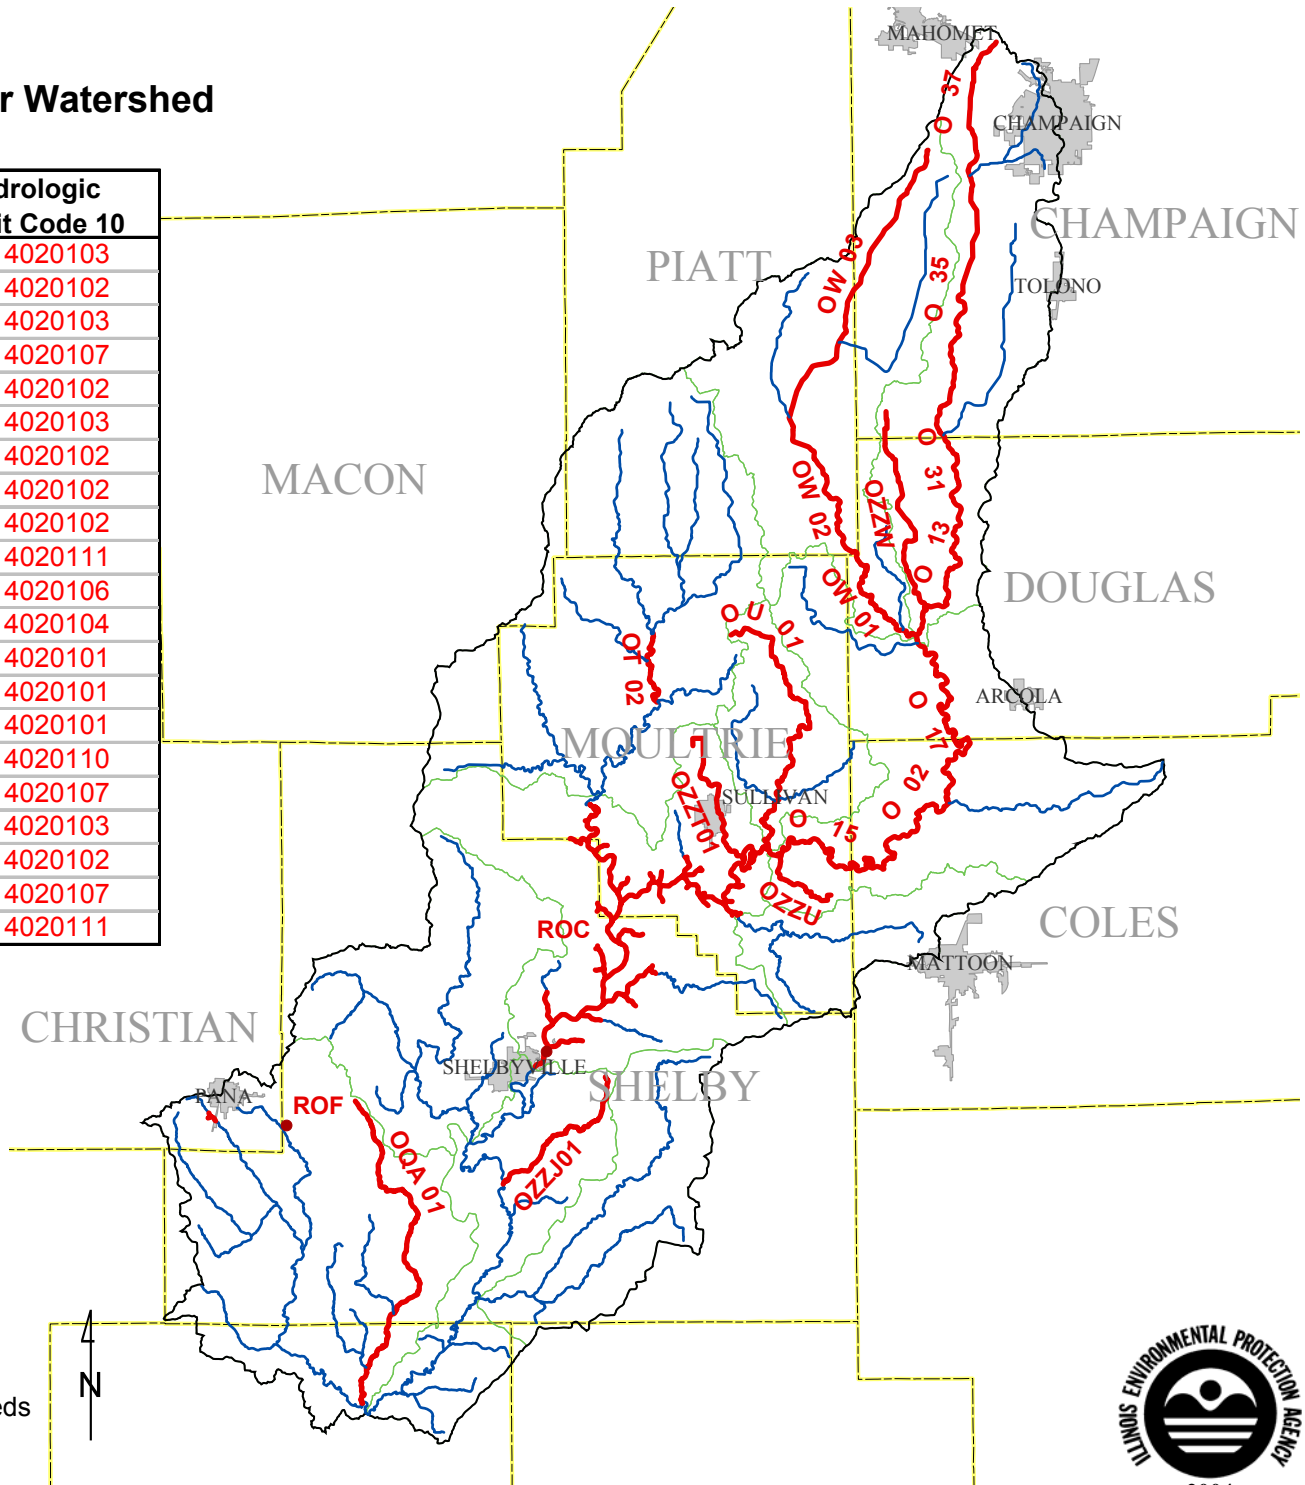 r Watershed
drologic
it Code 10
4020103
4020102
4020103
4020107
4020102
4020103
4020102
4020102
4020102
4020111
4020106
4020104
4020101
4020101
4020101
4020110
4020107
4020103
4020102
4020107
4020111
MAHOMET
O 37
CHAMPAIGN
CHAMPAIGN
PIATT
OW 03
O 35
TOLONO
MACON
OW 02
OZZW
O 31
O 13
DOUGLAS
OW 01
OU 01
OT 02
ARCOLA
O 17
MOULTRIE
OZZT01
SULLIVAN
O 02
O 15
OZZU
ROC
COLES
MATTOON
CHRISTIAN
SHELBYVILLE
SHELBY
PANA
ROF
OQA 01
OZZJ01
N
eds
ILLINOIS ENVIRONMENTAL PROTECTION AGENCY